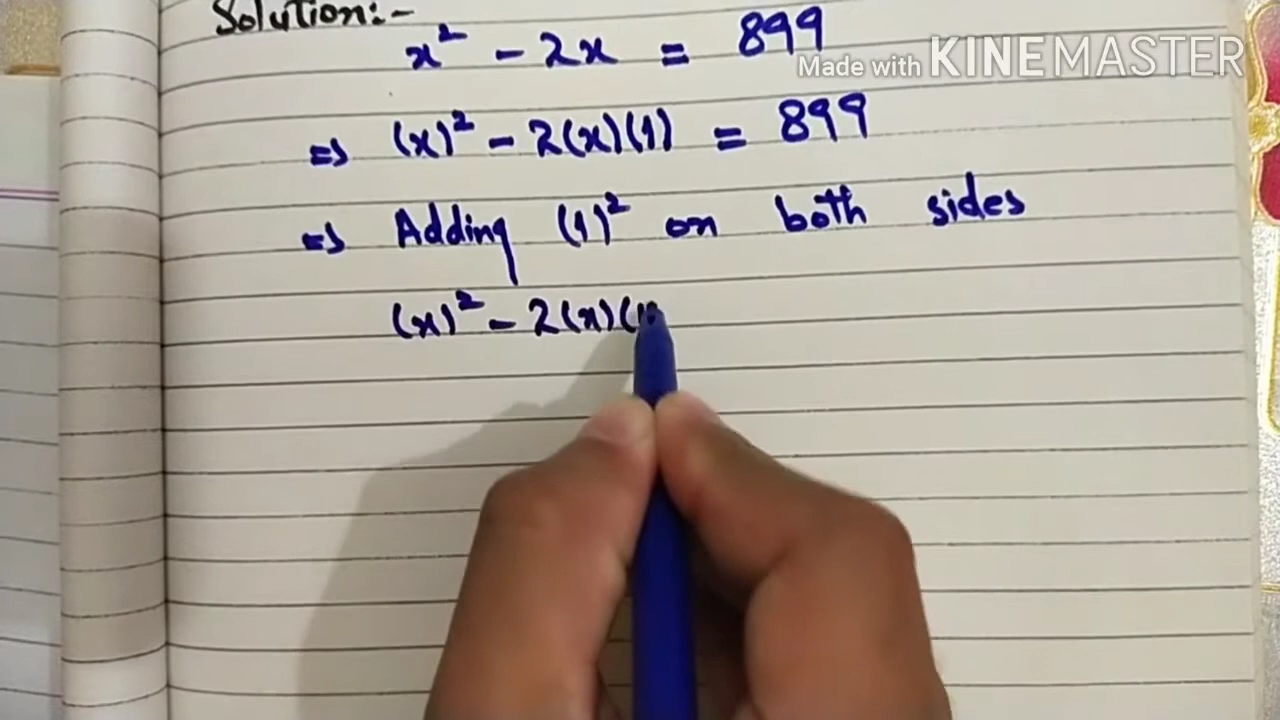 Solution:-
x² - 2x = 899
Made with KINEMASTER
⇒ (x)² - 2(x)(1) = 899
⇒ Adding (1)² on both sides
(x)² - 2(x)(1